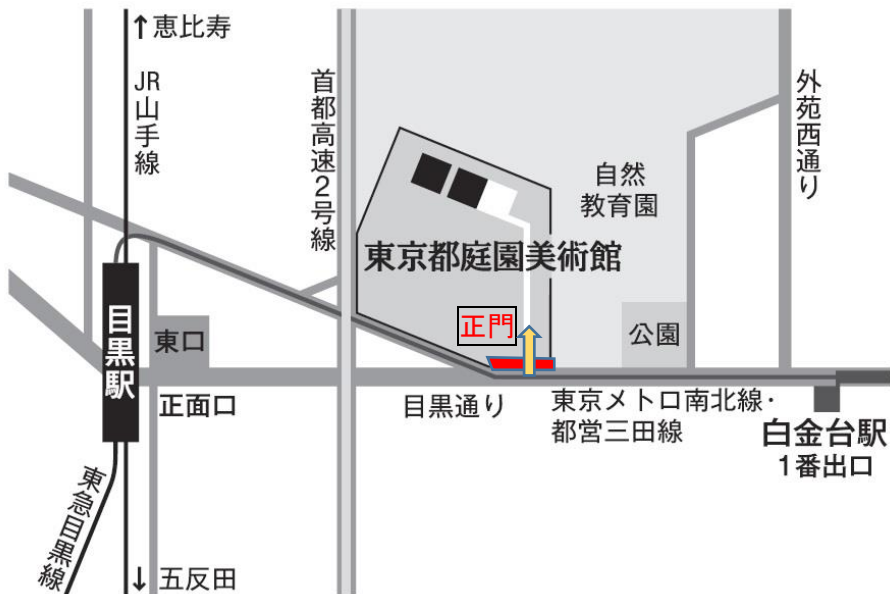 ↑恵比寿
JR山手線
首都高速2号線
外苑西通り
自然
教育園
東京都庭園美術館
正門
公園
目黒駅
東口
正面口
目黒通り
東京メトロ南北線・
都営三田線
白金台駅
1番出口
東急目黒線
↓五反田